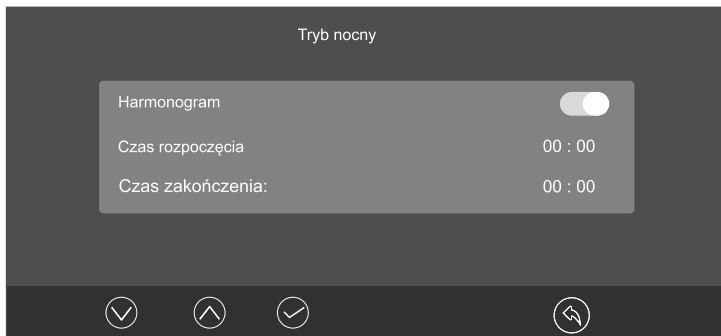 Tryb nocny
Harmonogram
Czas rozpoczęcia 00 : 00
Czas zakończenia: 00 : 00